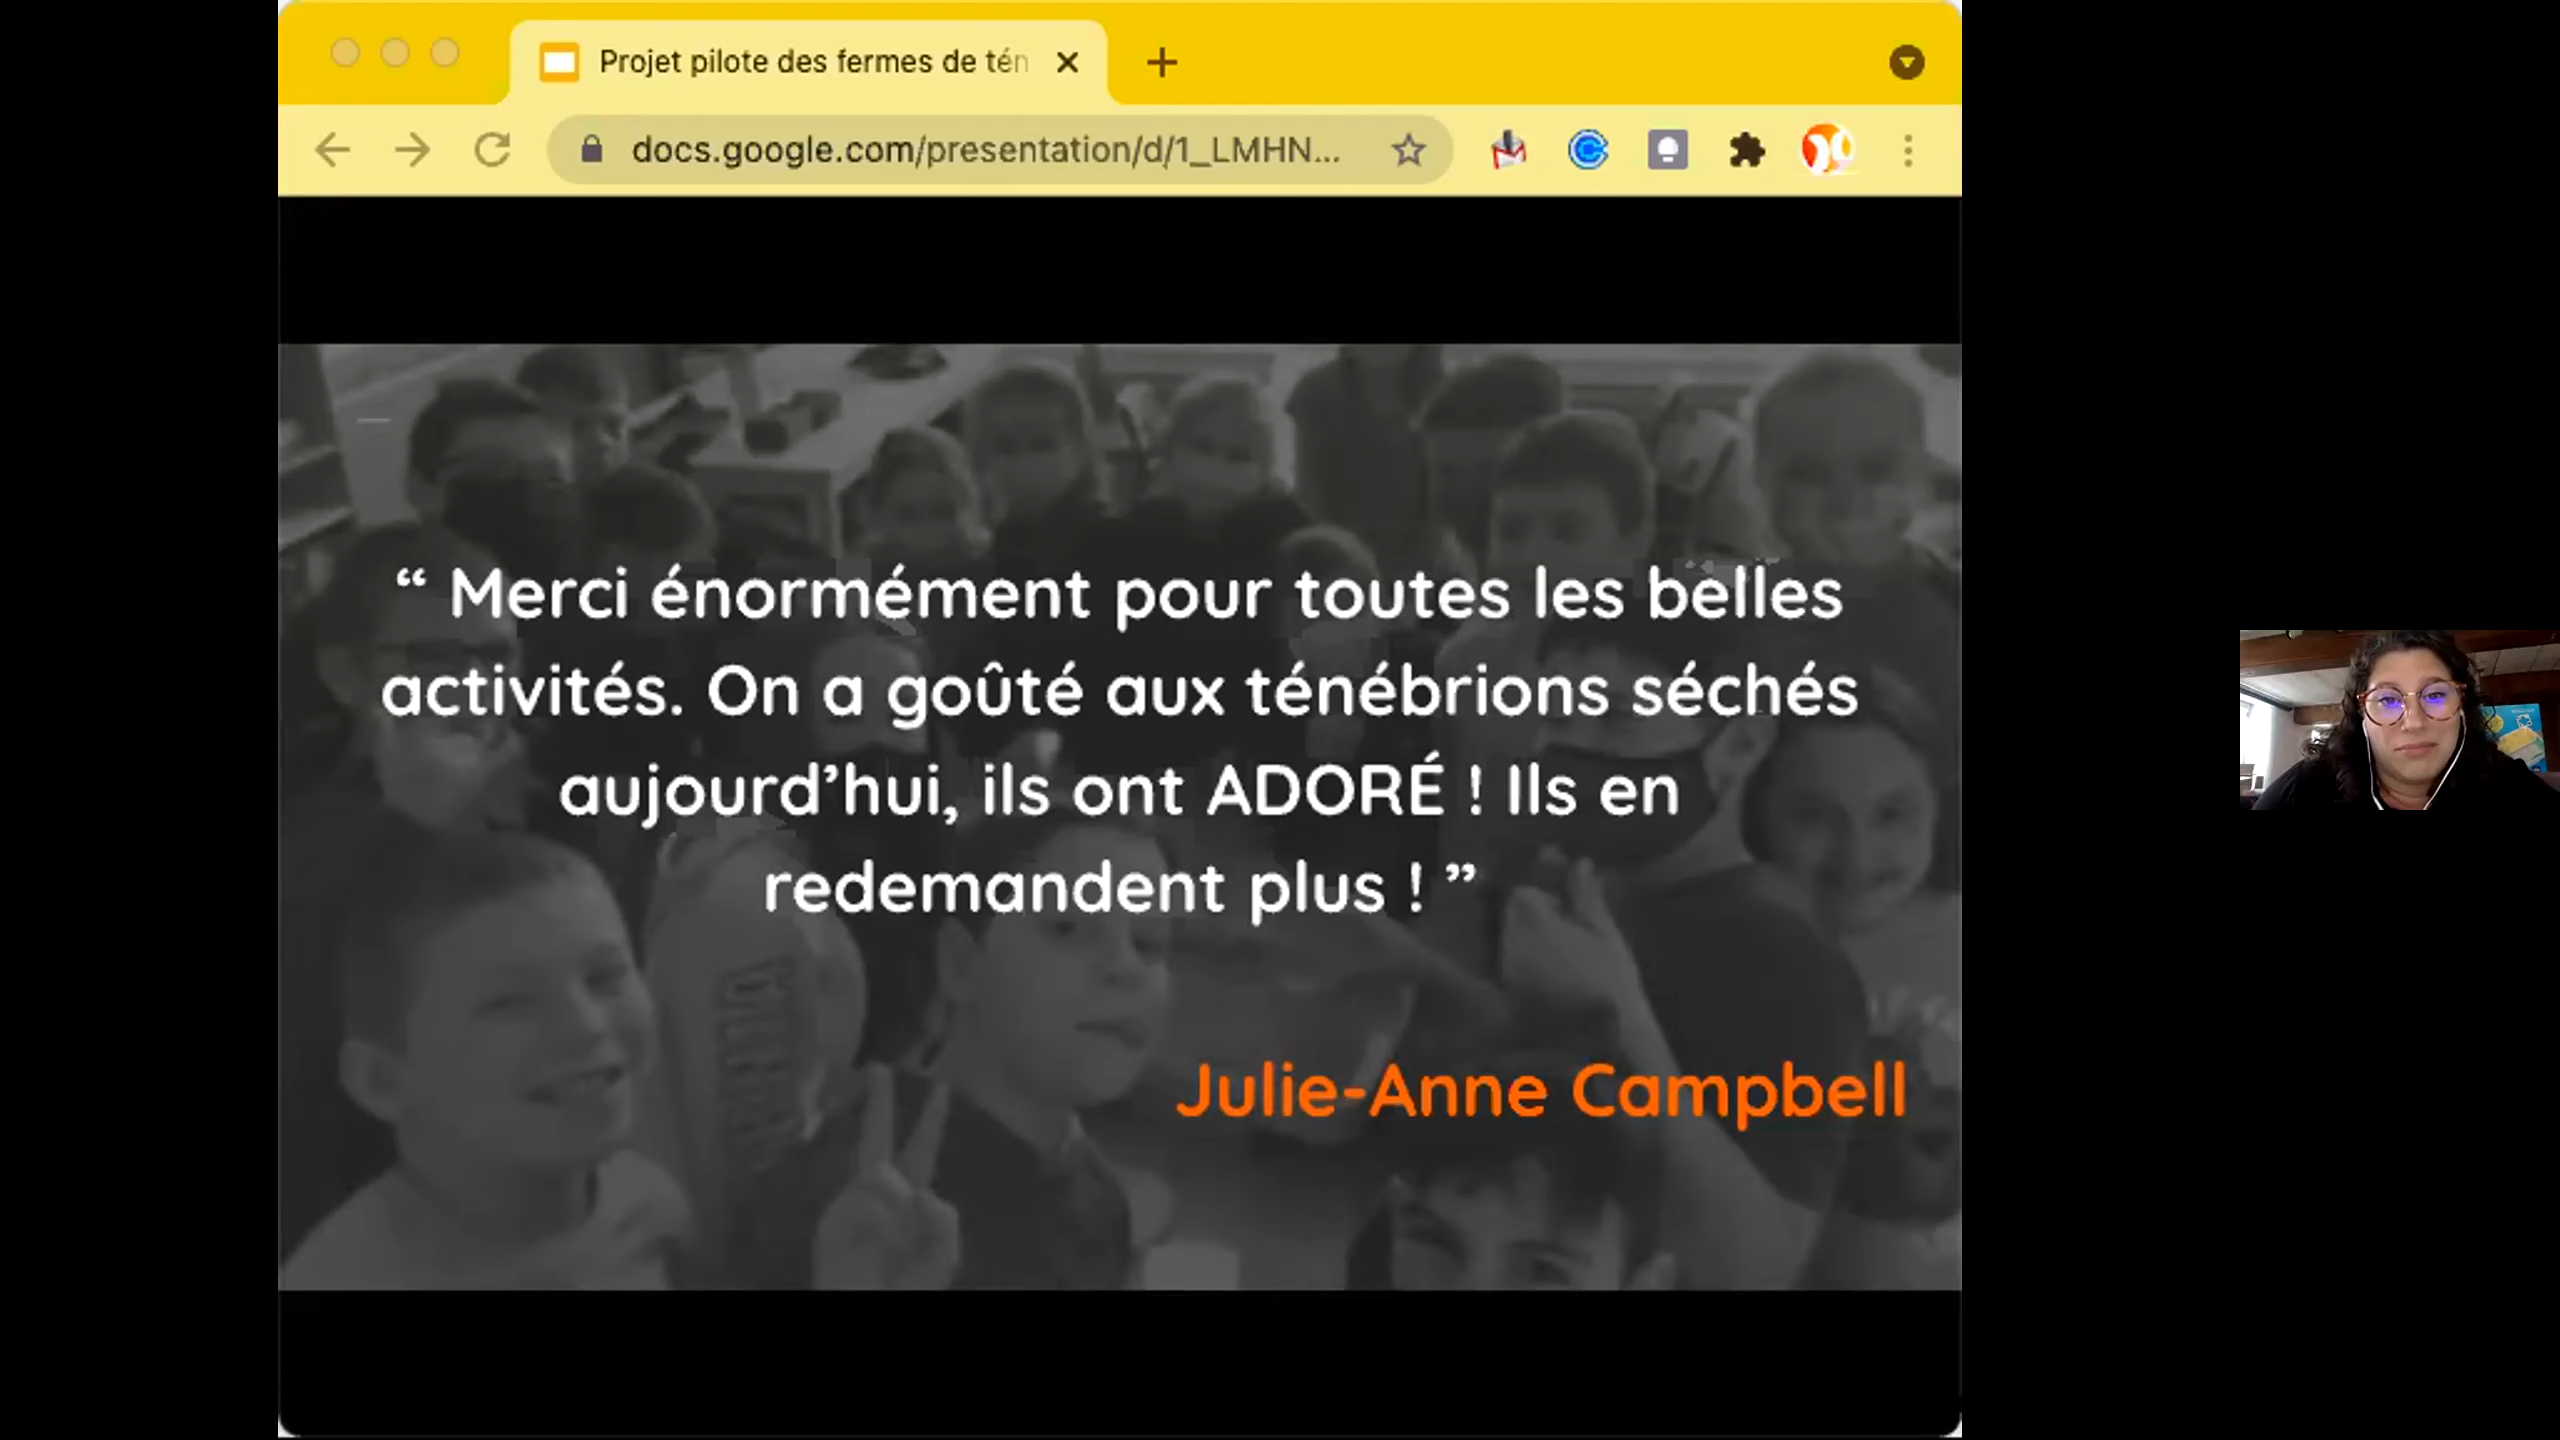 Projet pilote des fermes de tén
docs.google.com/presentation/d/1_LMHN...
“ Merci énormément pour toutes les belles
activités. On a goûté aux ténébrions séchés
aujourd’hui, ils ont ADORÉ ! Ils en
redemandent plus ! ”
Julie-Anne Campbell